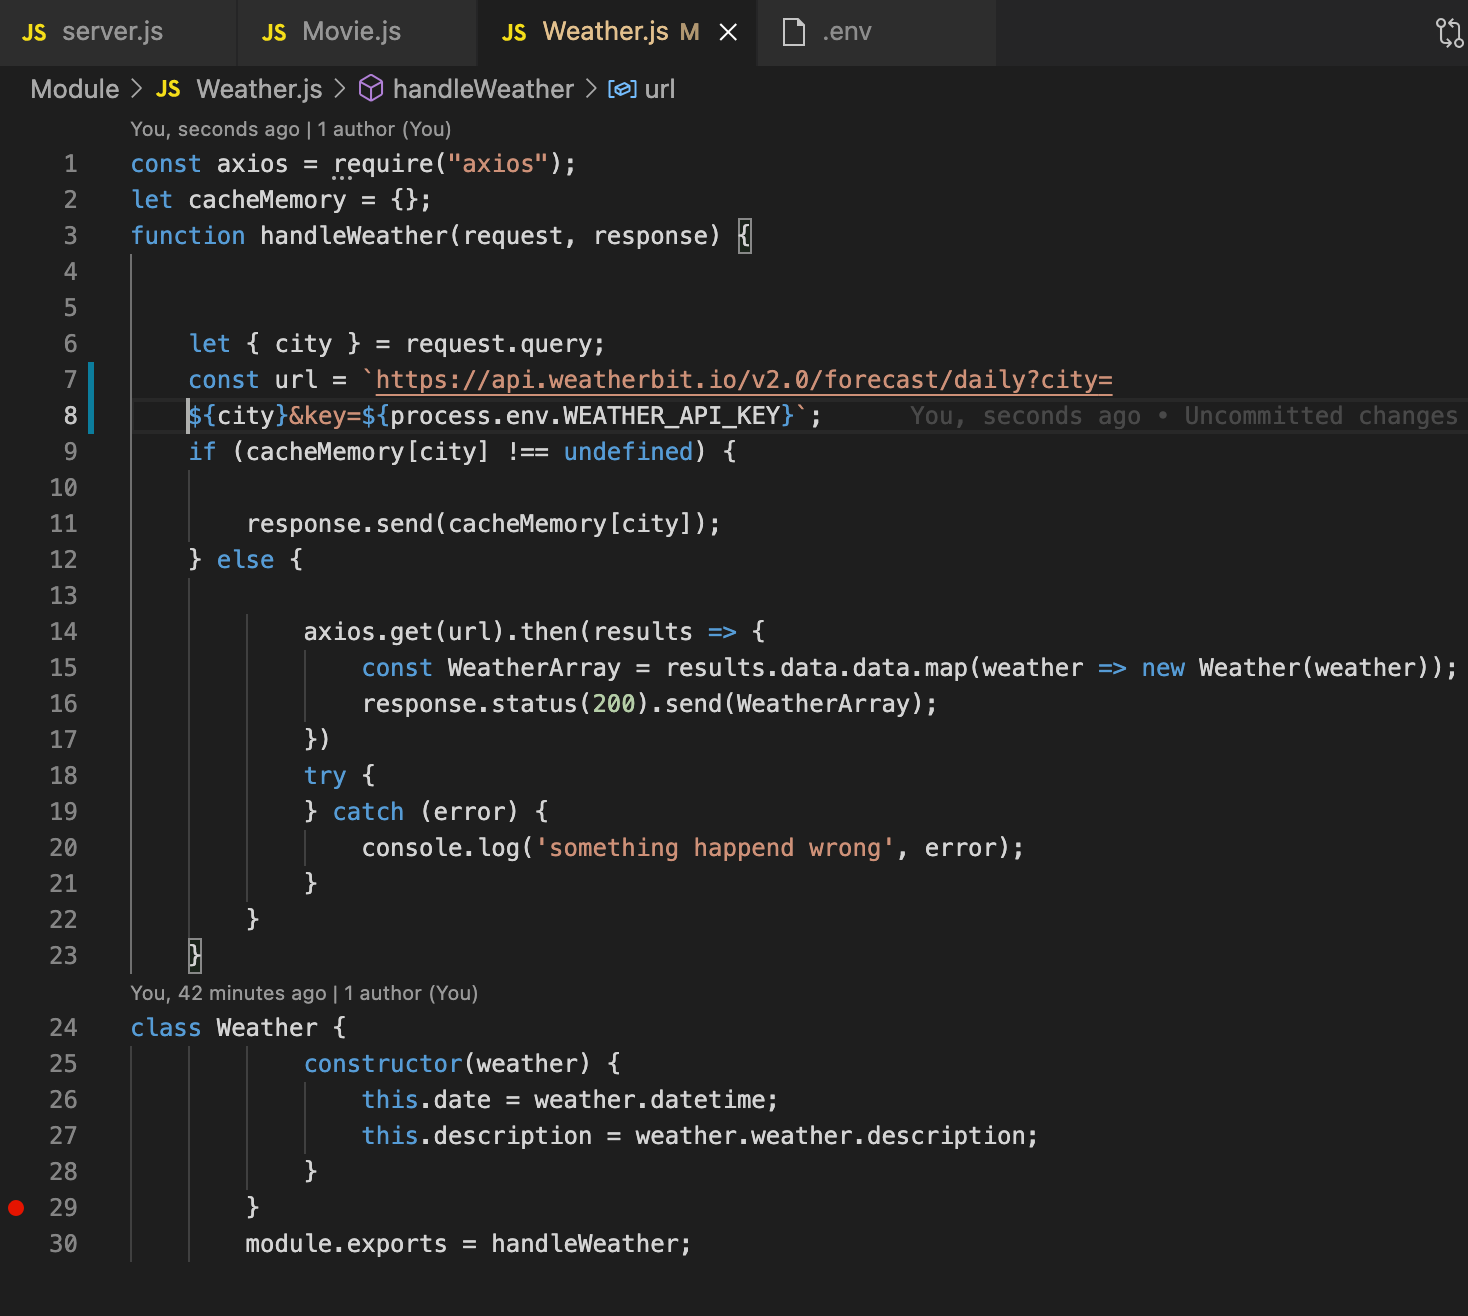 JS server.js JS Movie.js JS Weather.js M .env
Module > JS Weather.js > handleWeather > url
You, seconds ago | 1 author (You)
1 const axios = require("axios");
2 let cacheMemory = {};
3 function handleWeather(request, response) {
4
5
6 let { city } = request.query;
7 const url = `https://api.weatherbit.io/v2.0/forecast/daily?city=
8 ${city}&key=${process.env.WEATHER_API_KEY}`; You, seconds ago • Uncommitted changes
9 if (cacheMemory[city] !== undefined) {
10
11 response.send(cacheMemory[city]);
12 } else {
13
14 axios.get(url).then(results => {
15 const WeatherArray = results.data.data.map(weather => new Weather(weather));
16 response.status(200).send(WeatherArray);
17 })
18 try {
19 } catch (error) {
20 console.log('something happend wrong', error);
21 }
22 }
23 }
You, 42 minutes ago | 1 author (You)
24 class Weather {
25 constructor(weather) {
26 this.date = weather.datetime;
27 this.description = weather.weather.description;
28 }
29 }
30 module.exports = handleWeather;